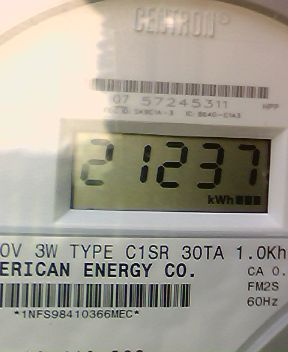 CENTRON®
07 57245311
21237
kWh
0V 3W TYPE C1SR 30TA 1.0Kh
ERICAN ENERGY CO.
CA 0.
FM2S
60Hz
*1NFS98410366MEC*